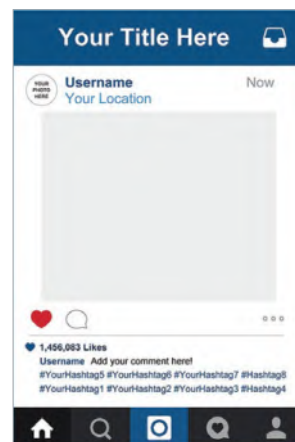 Your Title Here
YOUR
PHOTO
HERE
Username
Now
Your Location
1,456,083 Likes
Username Add your comment here!
#YourHashtag5 #YourHashtag6 #YourHashtag7 #Hashtag8
#YourHashtag1 #YourHashtag2 #YourHashtag3 #Hashtag4